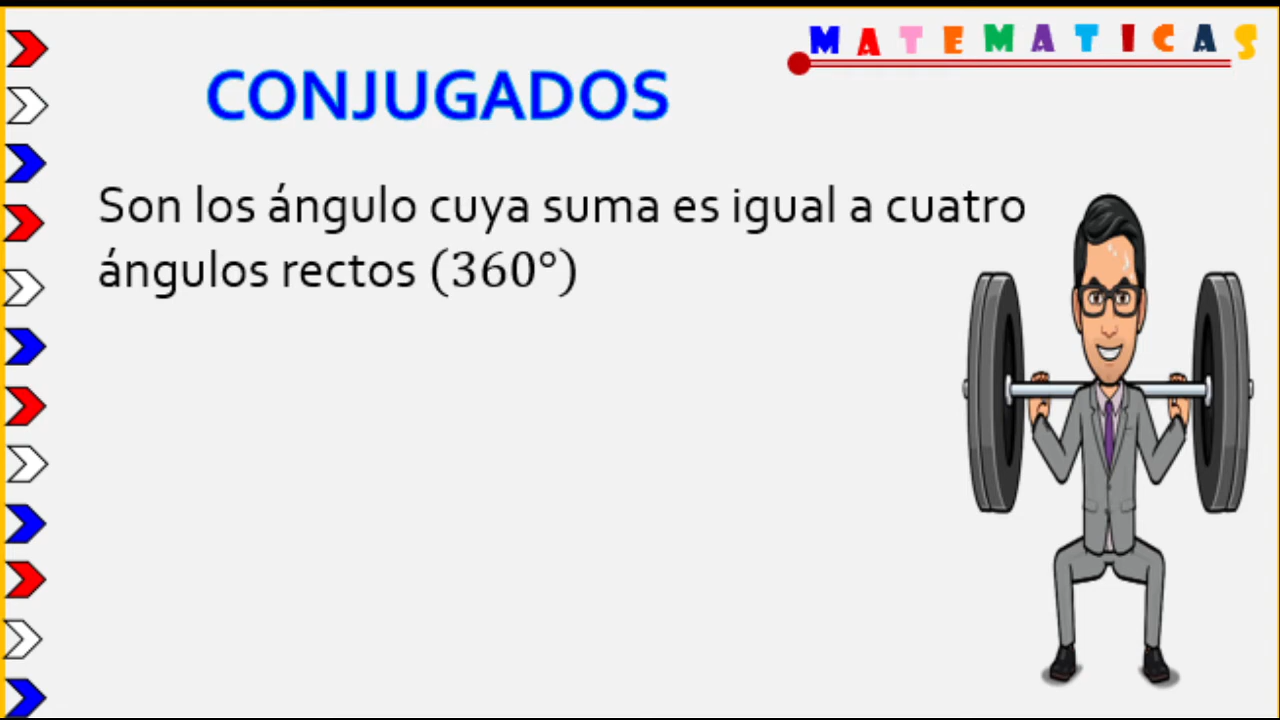 MATEMATICAS
CONJUGADOS
Son los ángulo cuya suma es igual a cuatro
ángulos rectos (360°)